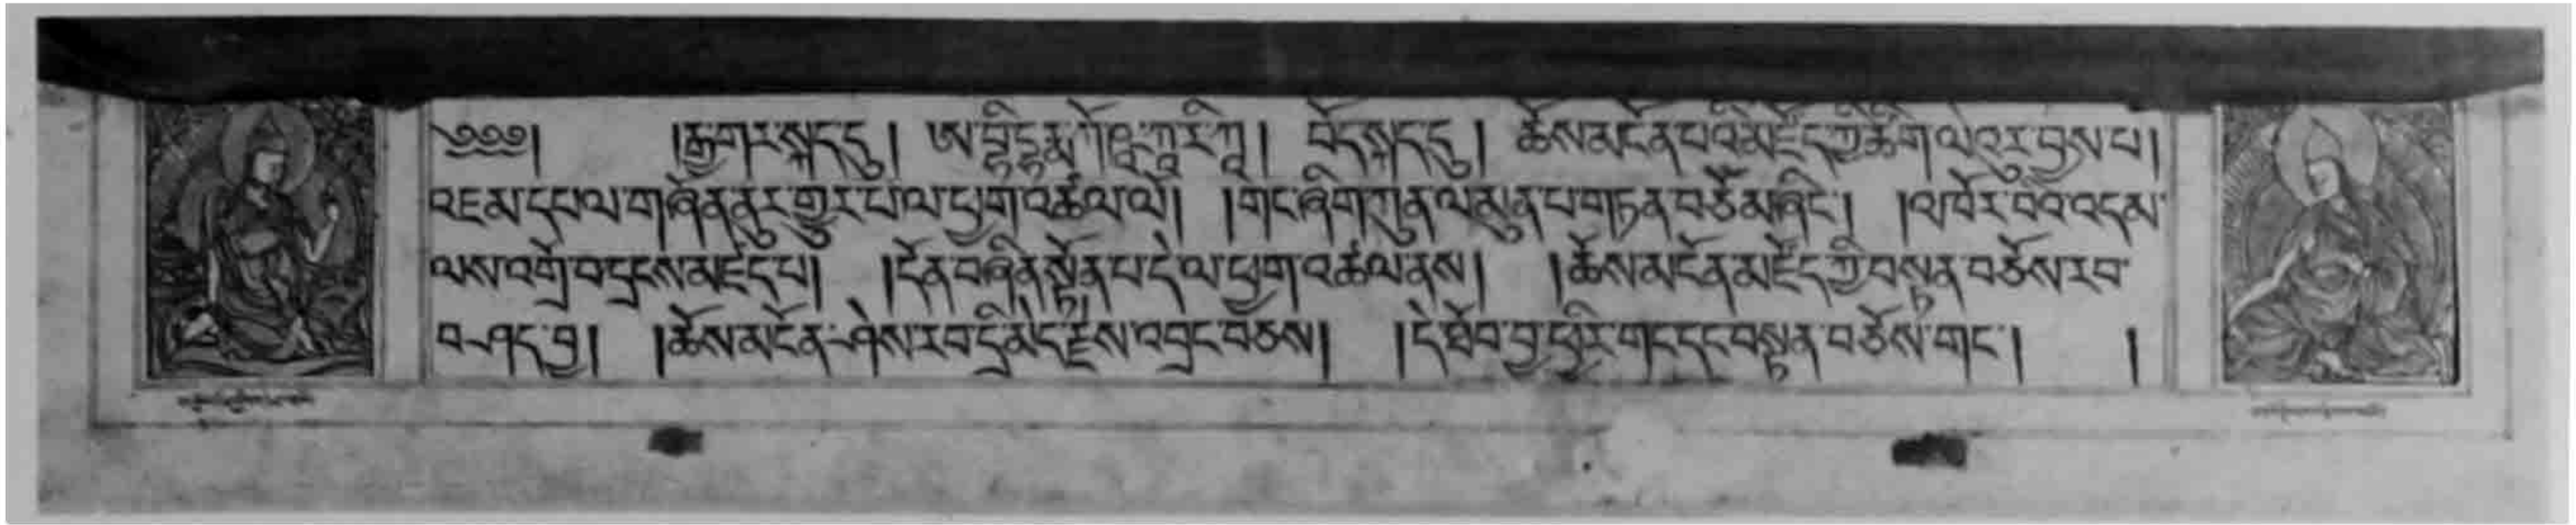 ༄༅༅། །རྒྱ་གར་སྐད་དུ། ཨ་བྷི་དྷརྨ་ཀོ་ཥ་ཀཱ་རི་ཀཱ། བོད་སྐད་དུ། ཆོས་མངོན་པའི་མཛོད་ཀྱི་ཚིག་ལེའུར་བྱས་པ།
འཇམ་དཔལ་གཞོན་ནུར་གྱུར་པ་ལ་ཕྱག་འཚལ་ལོ། །གང་ཞིག་ཀུན་ལ་མུན་པ་གཏན་བཅོམ་ཞིང་། །འཁོར་བའི་འདམ་
ལས་འགྲོ་བ་དྲངས་མཛད་པ། །དོན་བཞིན་སྟོན་པ་དེ་ལ་ཕྱག་འཚལ་ནས། །ཆོས་མངོན་མཛོད་ཀྱི་བསྟན་བཅོས་རབ་
བཤད་བྱ། །ཆོས་མངོན་ཤེས་རབ་དྲི་མེད་རྗེས་འབྲང་བཅས། །དེ་ཐོབ་བྱ་ཕྱིར་གང་དང་བསྟན་བཅོས་གང་། །